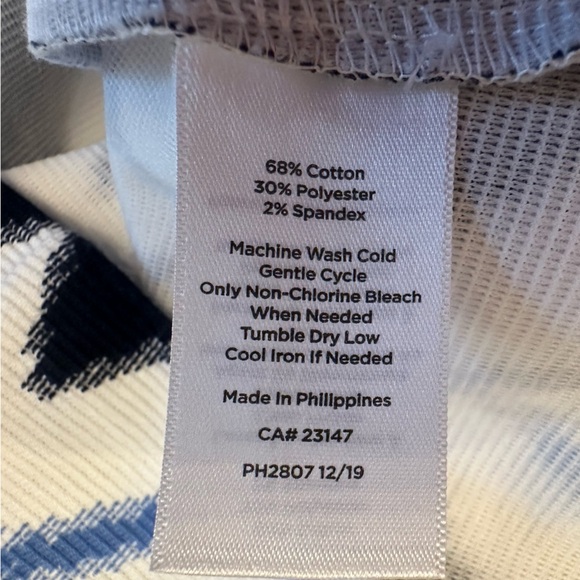 68% Cotton
30% Polyester
2% Spandex
Machine Wash Cold
Gentle Cycle
Only Non-Chlorine Bleach
When Needed
Tumble Dry Low
Cool Iron If Needed
Made In Philippines
CA# 23147
PH2807 12/19